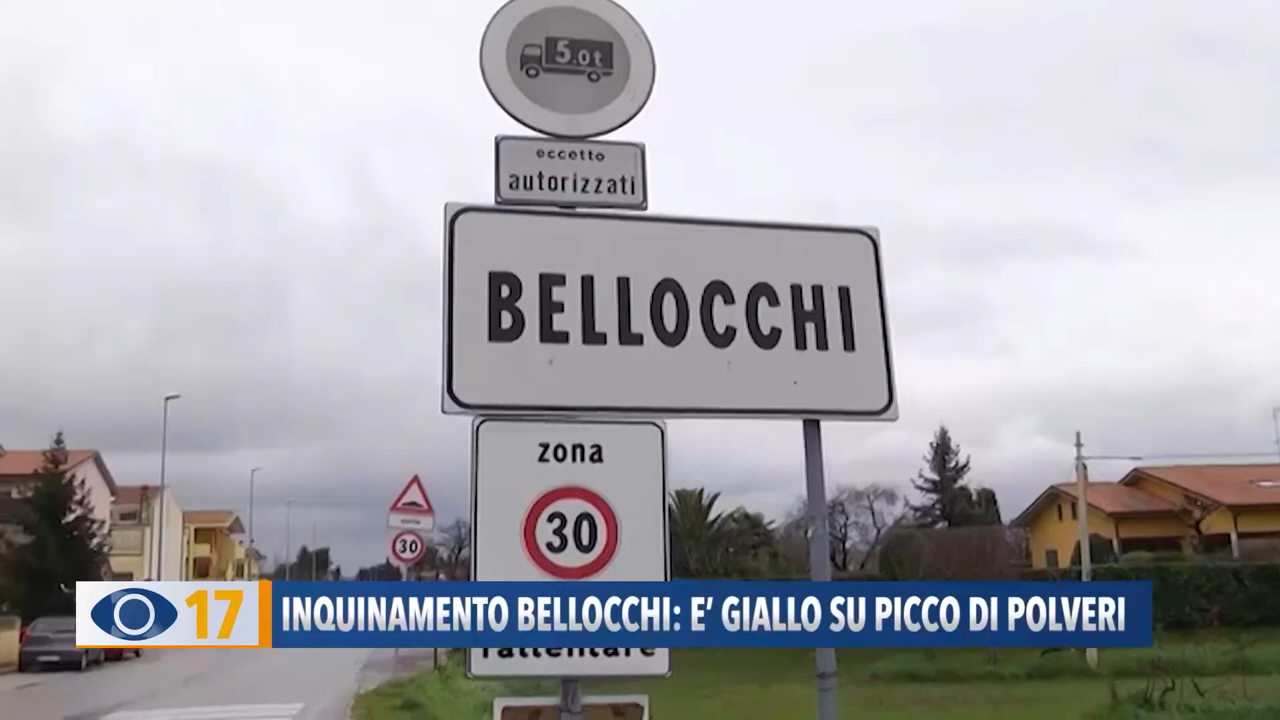 5.0t
eccetto
autorizzati
BELLOCCHI
zona
30
30
rallentare
17 INQUINAMENTO BELLOCCHI: E' GIALLO SU PICCO DI POLVERI